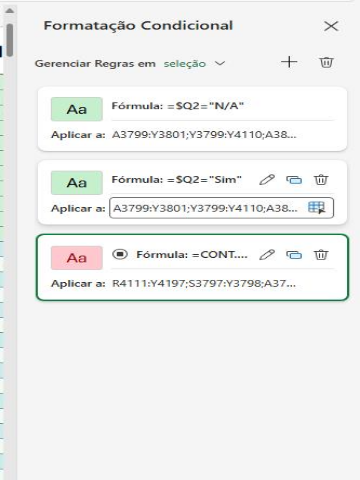 Formatação Condicional
Gerenciar Regras em seleção
Aa Fórmula: =$Q2="N/A"
Aplicar a: A3799:Y3801;Y3799:Y4110;A38...
Aa Fórmula: =$Q2="Sim"
Aplicar a: A3799:Y3801;Y3799:Y4110;A38...
Aa Fórmula: =CONT....
Aplicar a: R4111:Y4197;S3797:Y3798;A37...